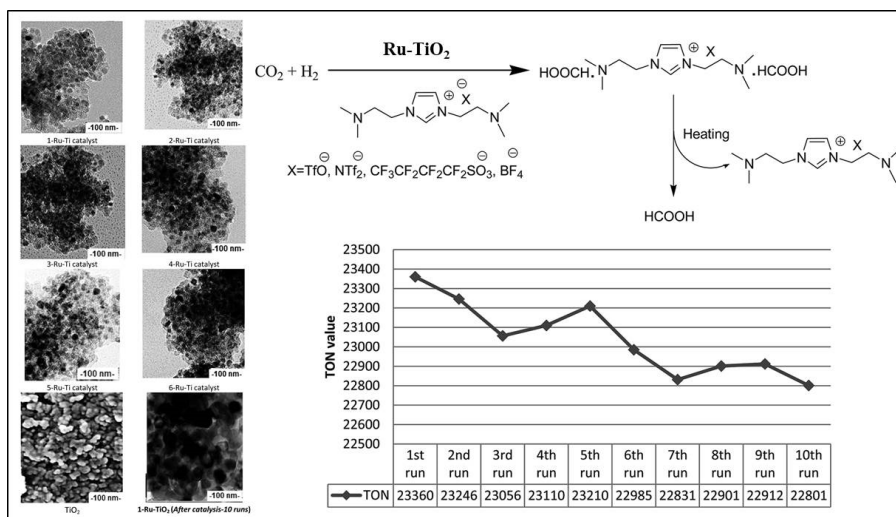 -100 nm-
1-Ru-Ti catalyst
-100 nm-
2-Ru-Ti catalyst
-100 nm-
3-Ru-Ti catalyst
-100 nm-
4-Ru-Ti catalyst
-100 nm-
5-Ru-Ti catalyst
-100 nm-
6-Ru-Ti catalyst
-100 nm-
TiO₂
-100 nm-
1-Ru-TiO₂ (After catalysis-10 runs)
CO₂ + H₂
Ru-TiO₂
N N N ⊕ N X ⊖
X=TfO⊖, NTf₂⊖, CF₃CF₂CF₂CF₂SO₃⊖, BF₄⊖
HOOCH. N N ⊕ N X N .HCOOH
Heating
N N ⊕ N X N
HCOOH
TON value
23500
23400
23300
23200
23100
23000
22900
22800
22700
22600
22500
1st run 2nd run 3rd run 4th run 5th run 6th run 7th run 8th run 9th run 10th run
TON 23360 23246 23056 23110 23210 22985 22831 22901 22912 22801